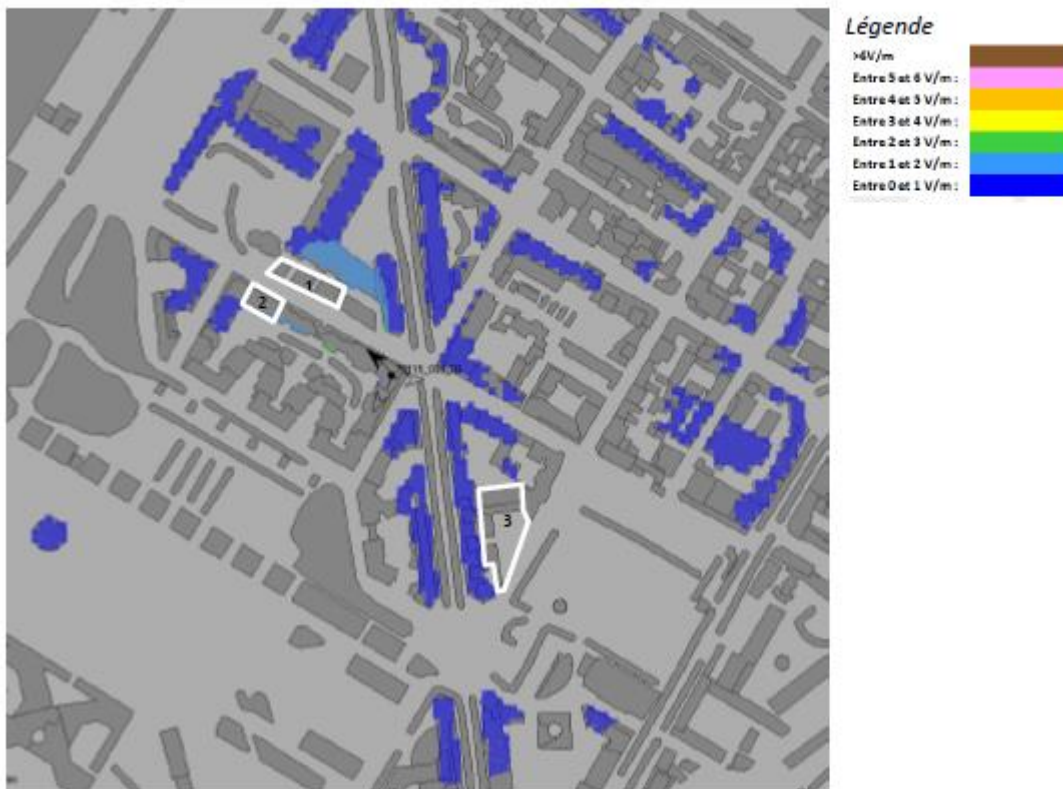 Légende
>6V/m
Entre 5 et 6 V/m :
Entre 4 et 5 V/m :
Entre 3 et 4 V/m :
Entre 2 et 3 V/m :
Entre 1 et 2 V/m :
Entre 0 et 1 V/m :
1
2
3